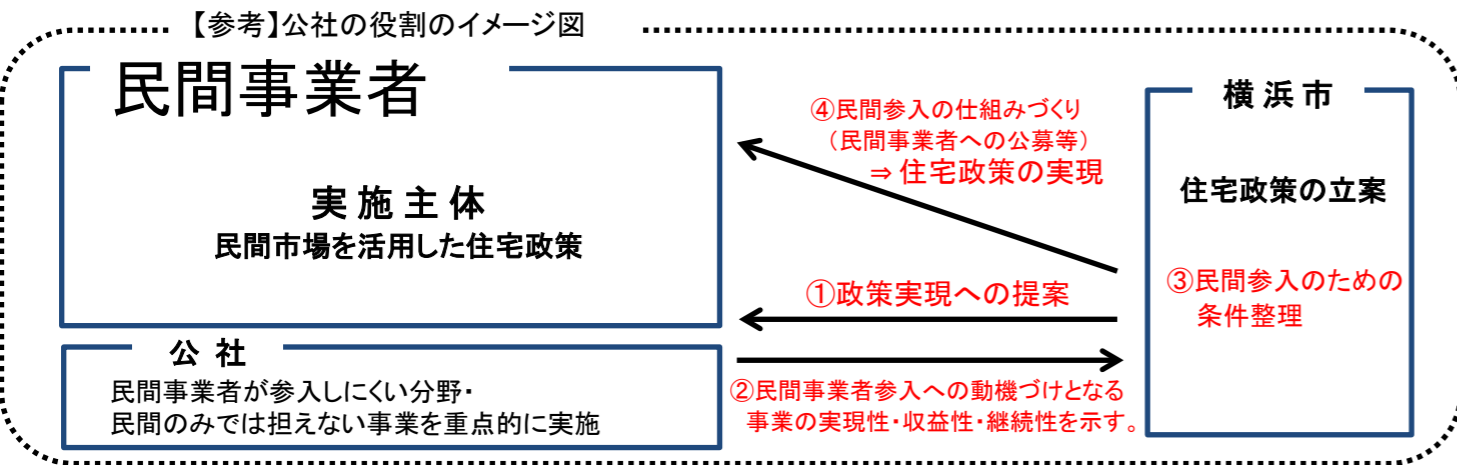 【参考】公社の役割のイメージ図
民間事業者
実施主体
民間市場を活用した住宅政策
公社
民間事業者が参入しにくい分野・
民間のみでは担えない事業を重点的に実施
④民間参入の仕組みづくり
（民間事業者への公募等）
⇒住宅政策の実現
①政策実現への提案
②民間事業者参入への動機づけとなる
事業の実現性・収益性・継続性を示す。
横浜市
住宅政策の立案
③民間参入のための
条件整理